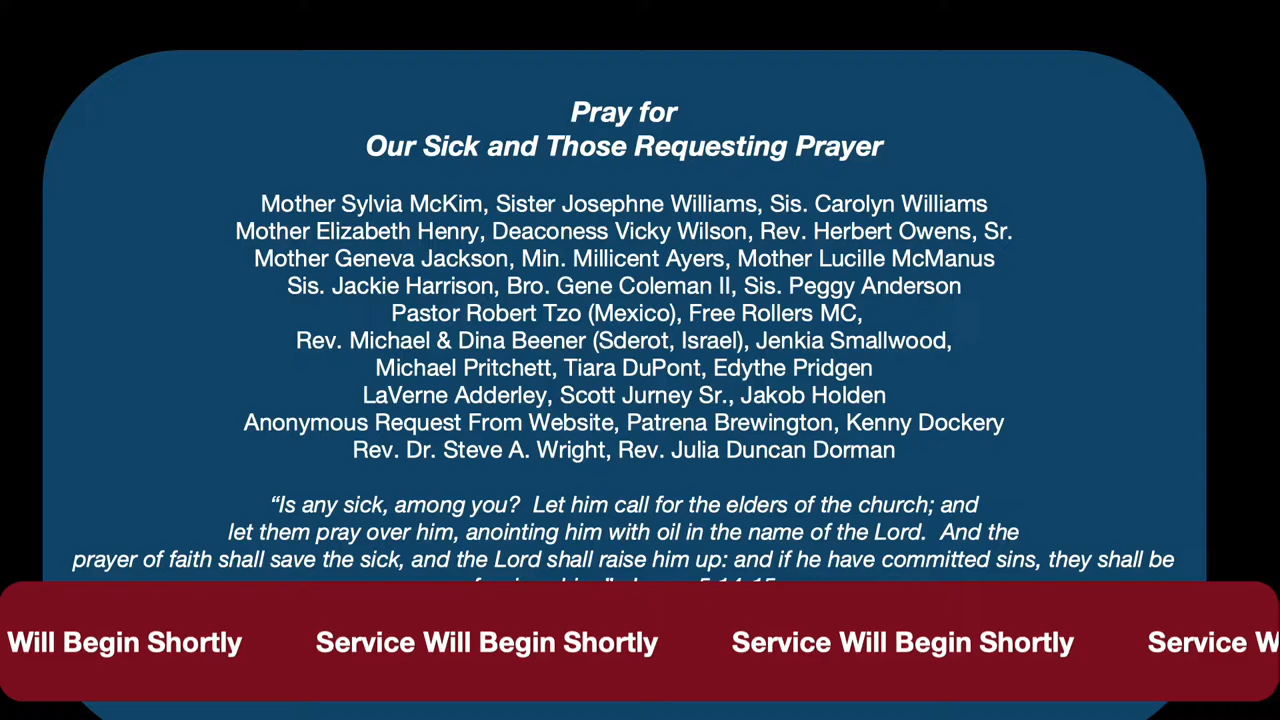 Pray for
Our Sick and Those Requesting Prayer
Mother Sylvia McKim, Sister Josephne Williams, Sis. Carolyn Williams
Mother Elizabeth Henry, Deaconess Vicky Wilson, Rev. Herbert Owens, Sr.
Mother Geneva Jackson, Min. Millicent Ayers, Mother Lucille McManus
Sis. Jackie Harrison, Bro. Gene Coleman II, Sis. Peggy Anderson
Pastor Robert Tzo (Mexico), Free Rollers MC,
Rev. Michael & Dina Beener (Sderot, Israel), Jenkia Smallwood,
Michael Pritchett, Tiara DuPont, Edythe Pridgen
LaVerne Adderley, Scott Jurney Sr., Jakob Holden
Anonymous Request From Website, Patrena Brewington, Kenny Dockery
Rev. Dr. Steve A. Wright, Rev. Julia Duncan Dorman
“Is any sick, among you?  Let him call for the elders of the church; and
let them pray over him, anointing him with oil in the name of the Lord.  And the
prayer of faith shall save the sick, and the Lord shall raise him up: and if he have committed sins, they shall be
Will Begin Shortly Service Will Begin Shortly Service Will Begin Shortly Service W